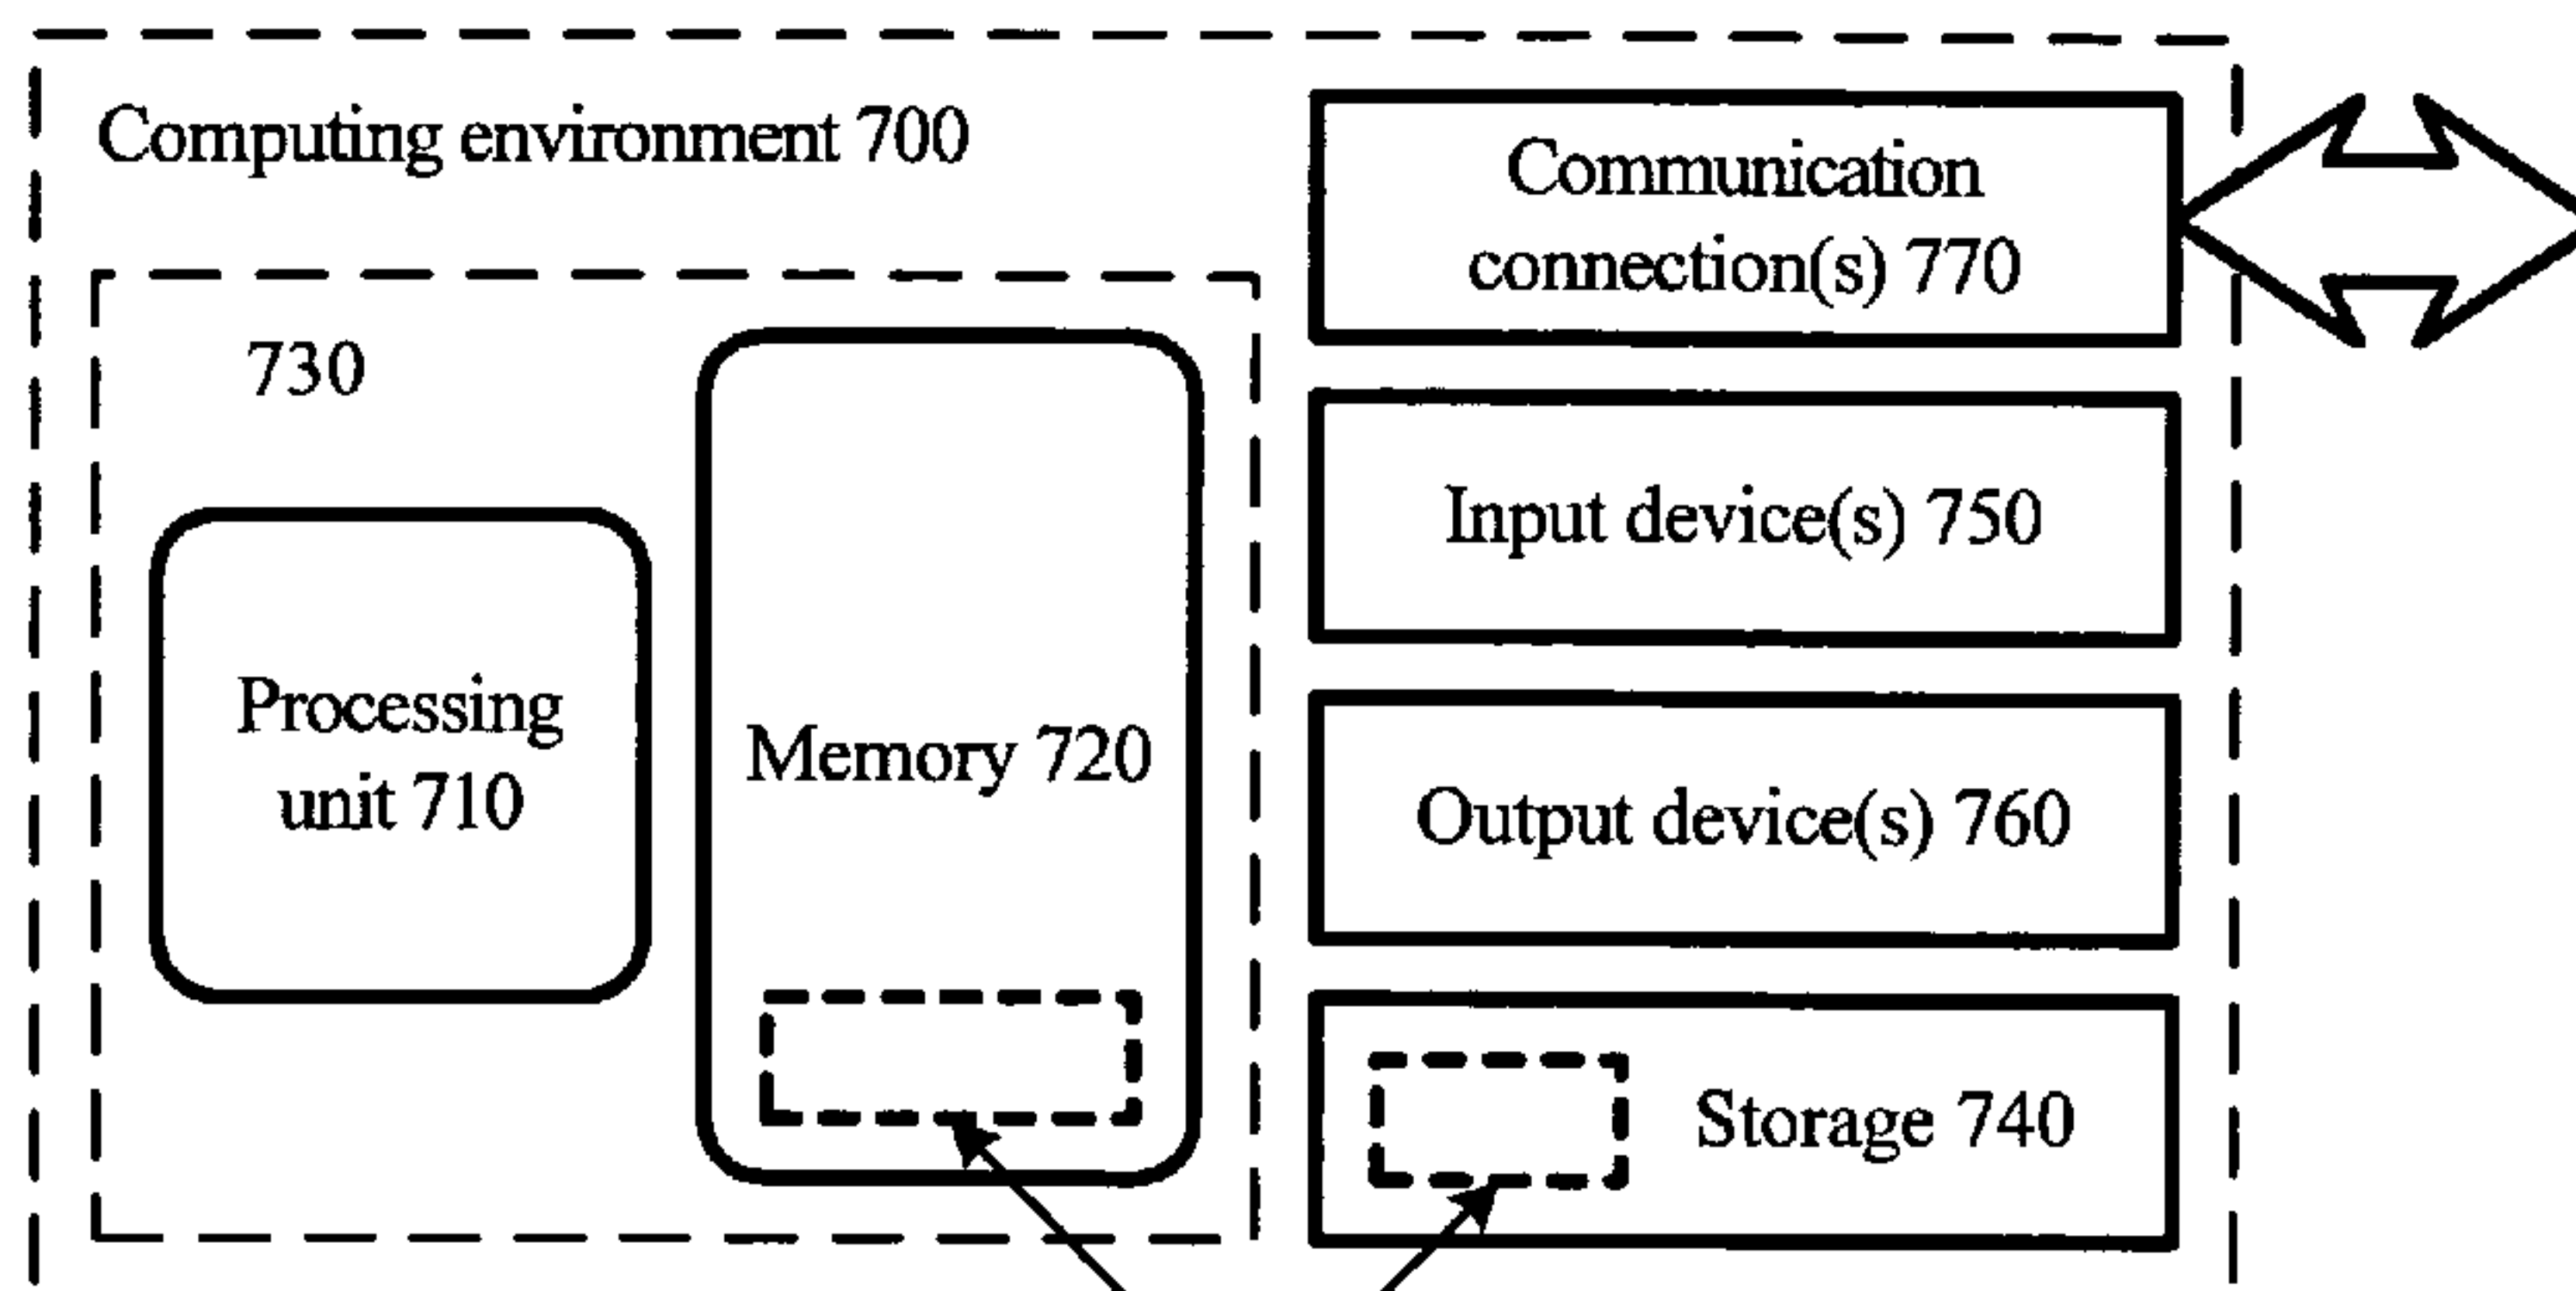 Computing environment 700
730
Processing
unit 710
Memory 720
Communication
connection(s) 770
Input device(s) 750
Output device(s) 760
Storage 740